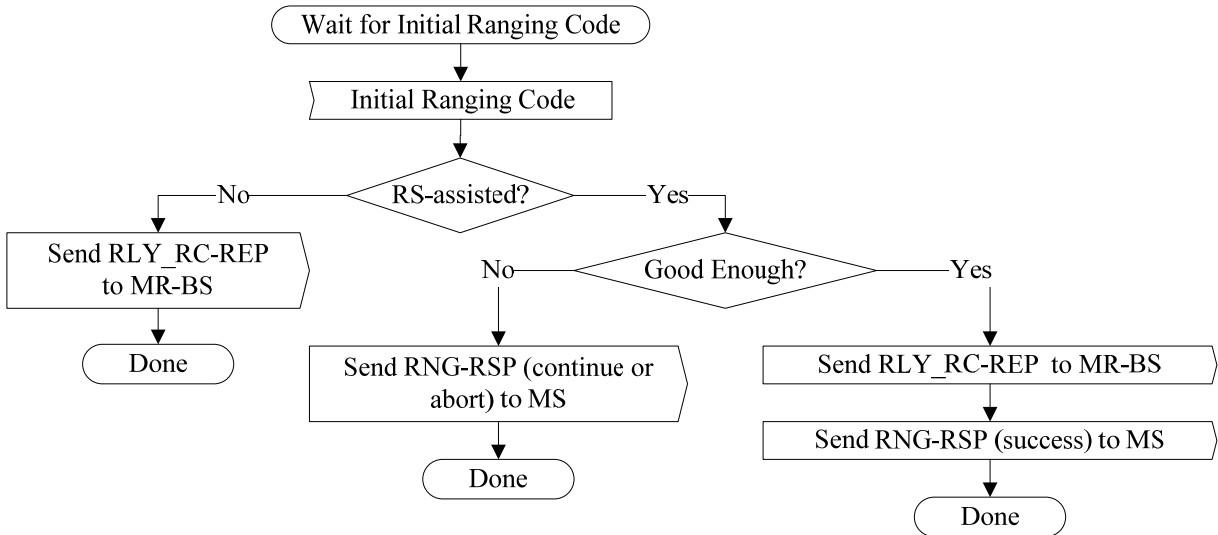 Wait for Initial Ranging Code
Initial Ranging Code
RS-assisted?
No
Yes
Send RLY_RC-REP
to MR-BS
Done
Good Enough?
No
Yes
Send RNG-RSP (continue or
abort) to MS
Done
Send RLY_RC-REP to MR-BS
Send RNG-RSP (success) to MS
Done